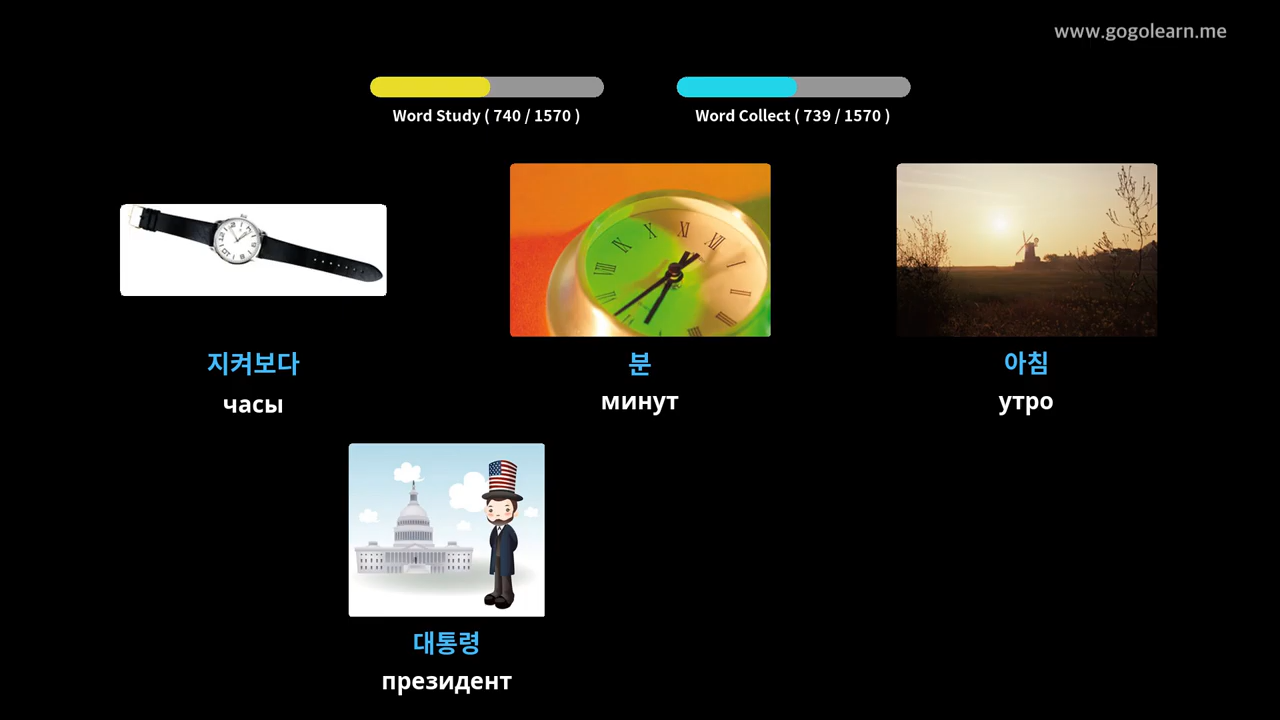 www.gogolearn.me
Word Study ( 740 / 1570 )
Word Collect ( 739 / 1570 )
지켜보다
часы
분
минут
아침
утро
대통령
президент